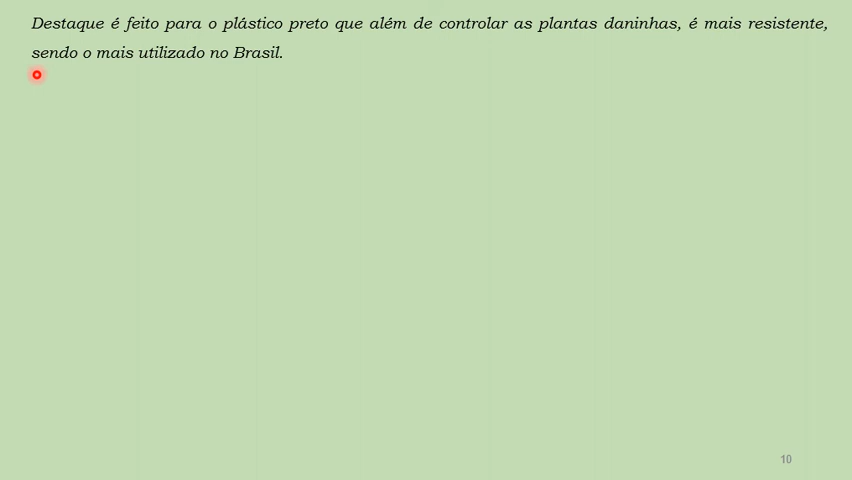 Destaque é feito para o plástico preto que além de controlar as plantas daninhas, é mais resistente,
sendo o mais utilizado no Brasil.
10